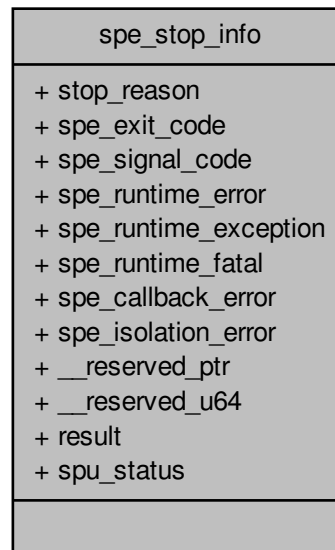 spe_stop_info
+ stop_reason
+ spe_exit_code
+ spe_signal_code
+ spe_runtime_error
+ spe_runtime_exception
+ spe_runtime_fatal
+ spe_callback_error
+ spe_isolation_error
+ __reserved_ptr
+ __reserved_u64
+ result
+ spu_status